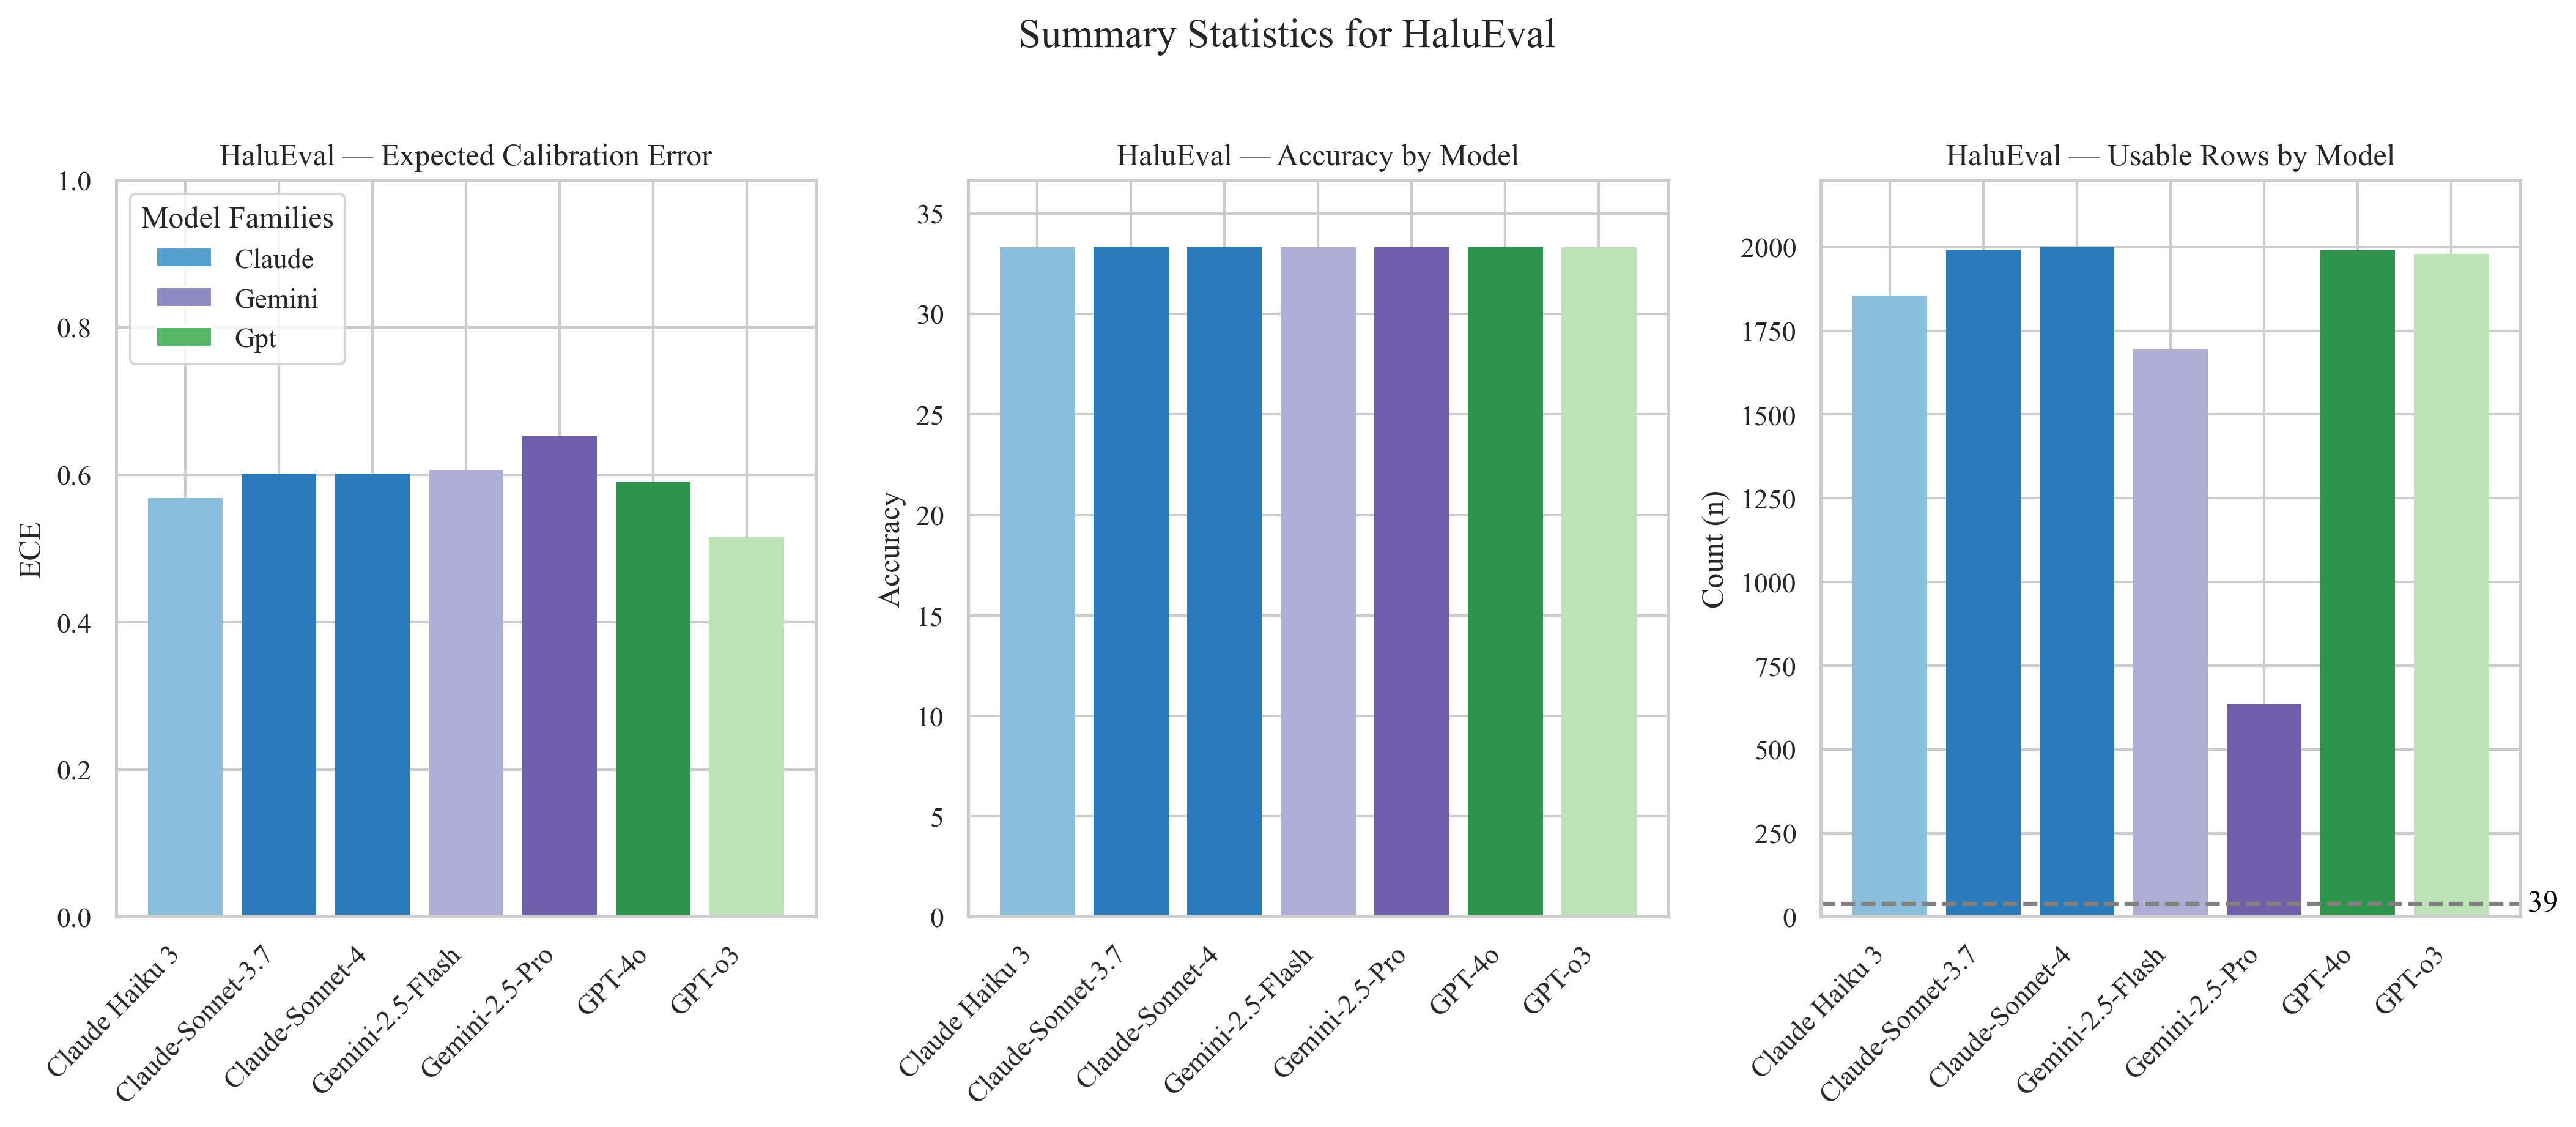 Summary Statistics for HaluEval
HaluEval — Expected Calibration Error
1.0
0.8
0.6
0.4
0.2
0.0
ECE
Model Families
Claude
Gemini
Gpt
Claude Haiku 3
Claude-Sonnet-3.7
Claude-Sonnet-4
Gemini-2.5-Flash
Gemini-2.5-Pro
GPT-4o
GPT-o3
HaluEval — Accuracy by Model
35
30
25
20
15
10
5
0
Accuracy
Claude Haiku 3
Claude-Sonnet-3.7
Claude-Sonnet-4
Gemini-2.5-Flash
Gemini-2.5-Pro
GPT-4o
GPT-o3
HaluEval — Usable Rows by Model
2000
1750
1500
1250
1000
750
500
250
0
Count (n)
39
Claude Haiku 3
Claude-Sonnet-3.7
Claude-Sonnet-4
Gemini-2.5-Flash
Gemini-2.5-Pro
GPT-4o
GPT-o3